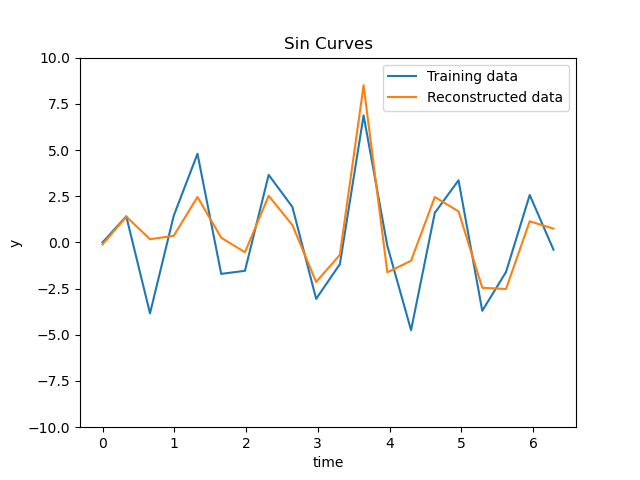 Sin Curves
Training data
Reconstructed data
10.0
7.5
5.0
2.5
0.0
−2.5
−5.0
−7.5
−10.0
y
0 1 2 3 4 5 6
time